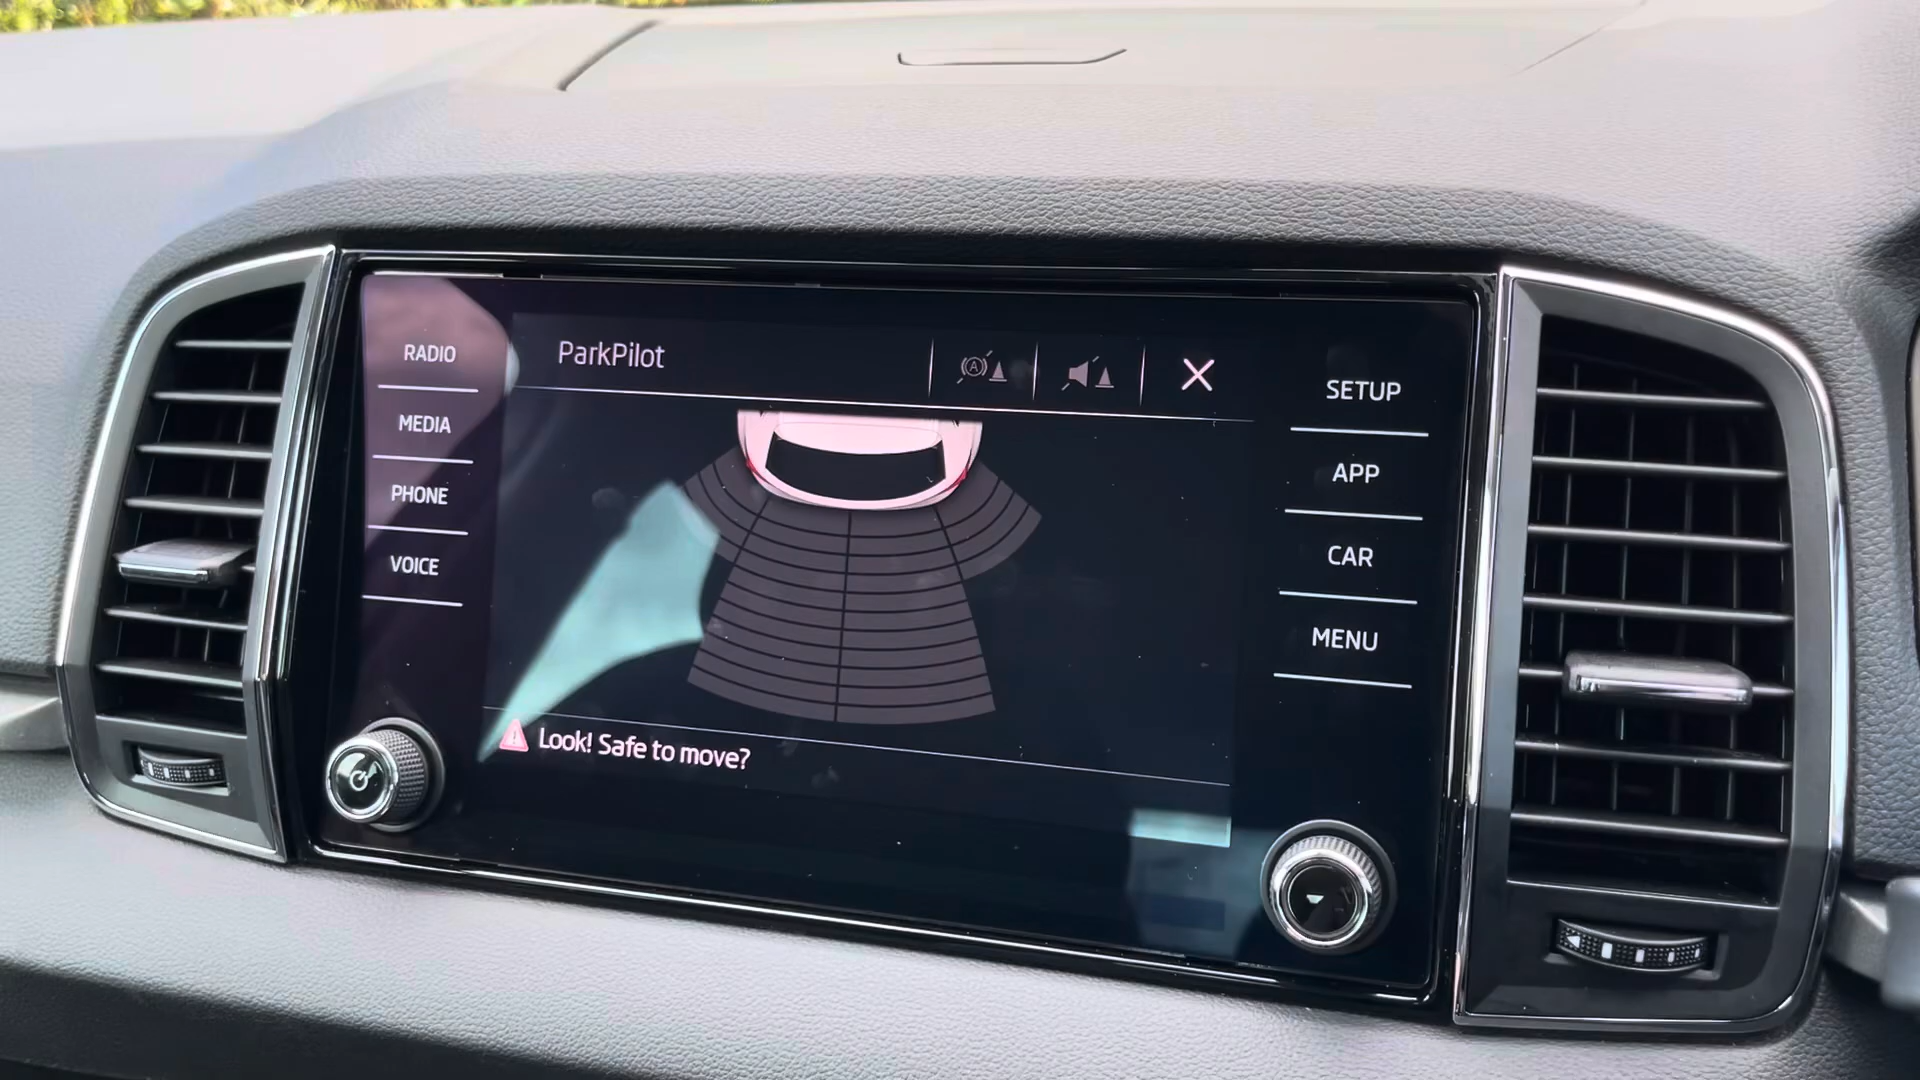 RADIO
MEDIA
PHONE
VOICE
ParkPilot
Look! Safe to move?
SETUP
APP
CAR
MENU